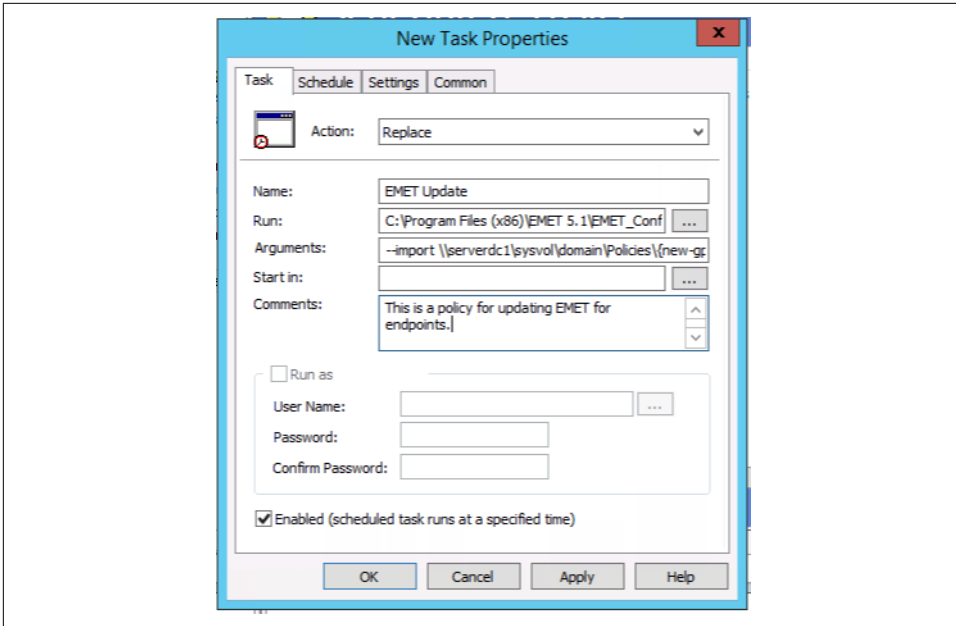 New Task Properties
x
Task Schedule Settings Common
Action: Replace
Name: EMET Update
Run: C:\Program Files (x86)\EMET 5.1\EMET_Conf ...
Arguments: --import \\serverdc1\sysvol\domain\Policies\{new-gp
Start in: ...
Comments: This is a policy for updating EMET for
endpoints.
Run as
User Name: ...
Password:
Confirm Password:
Enabled (scheduled task runs at a specified time)
OK Cancel Apply Help